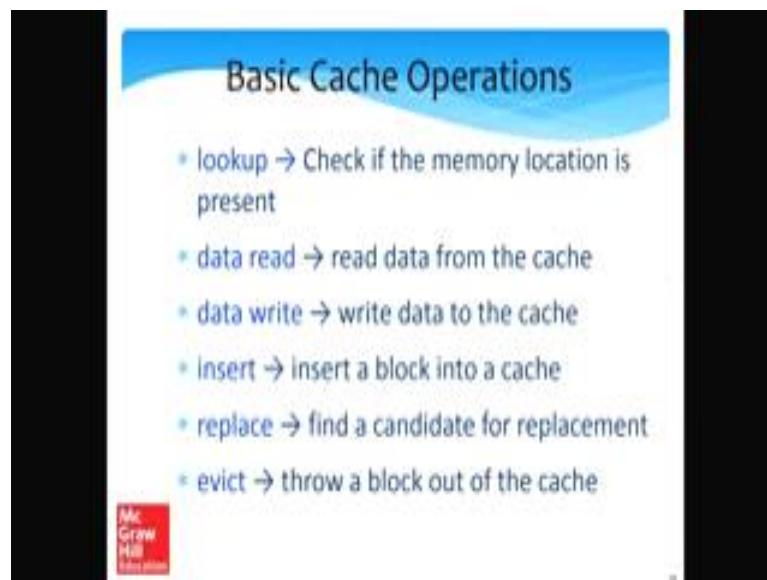 Basic Cache Operations
* lookup → Check if the memory location is
present
* data read → read data from the cache
* data write → write data to the cache
* insert → insert a block into a cache
* replace → find a candidate for replacement
* evict → throw a block out of the cache
Mc
Graw
Hill
Education